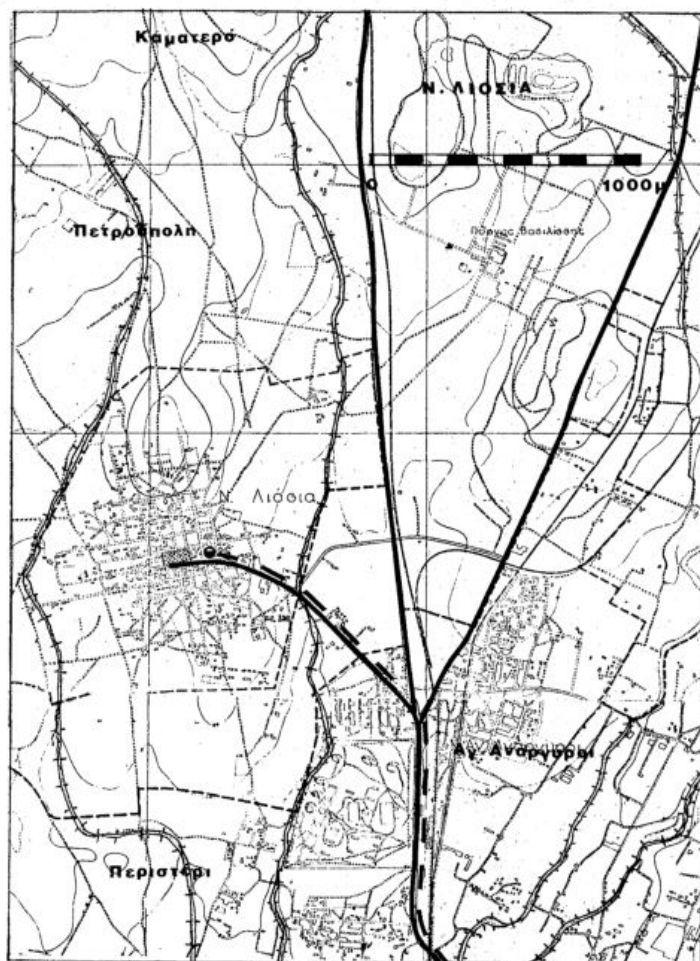 Καματερό
Ν. ΛΙΟΣΙΑ
0
1000μ
Πετρούπολη
Πύργος Βασιλίσσης
Ν. Λιόσια
Αγ. Ανάργυροι
Περιστέρι